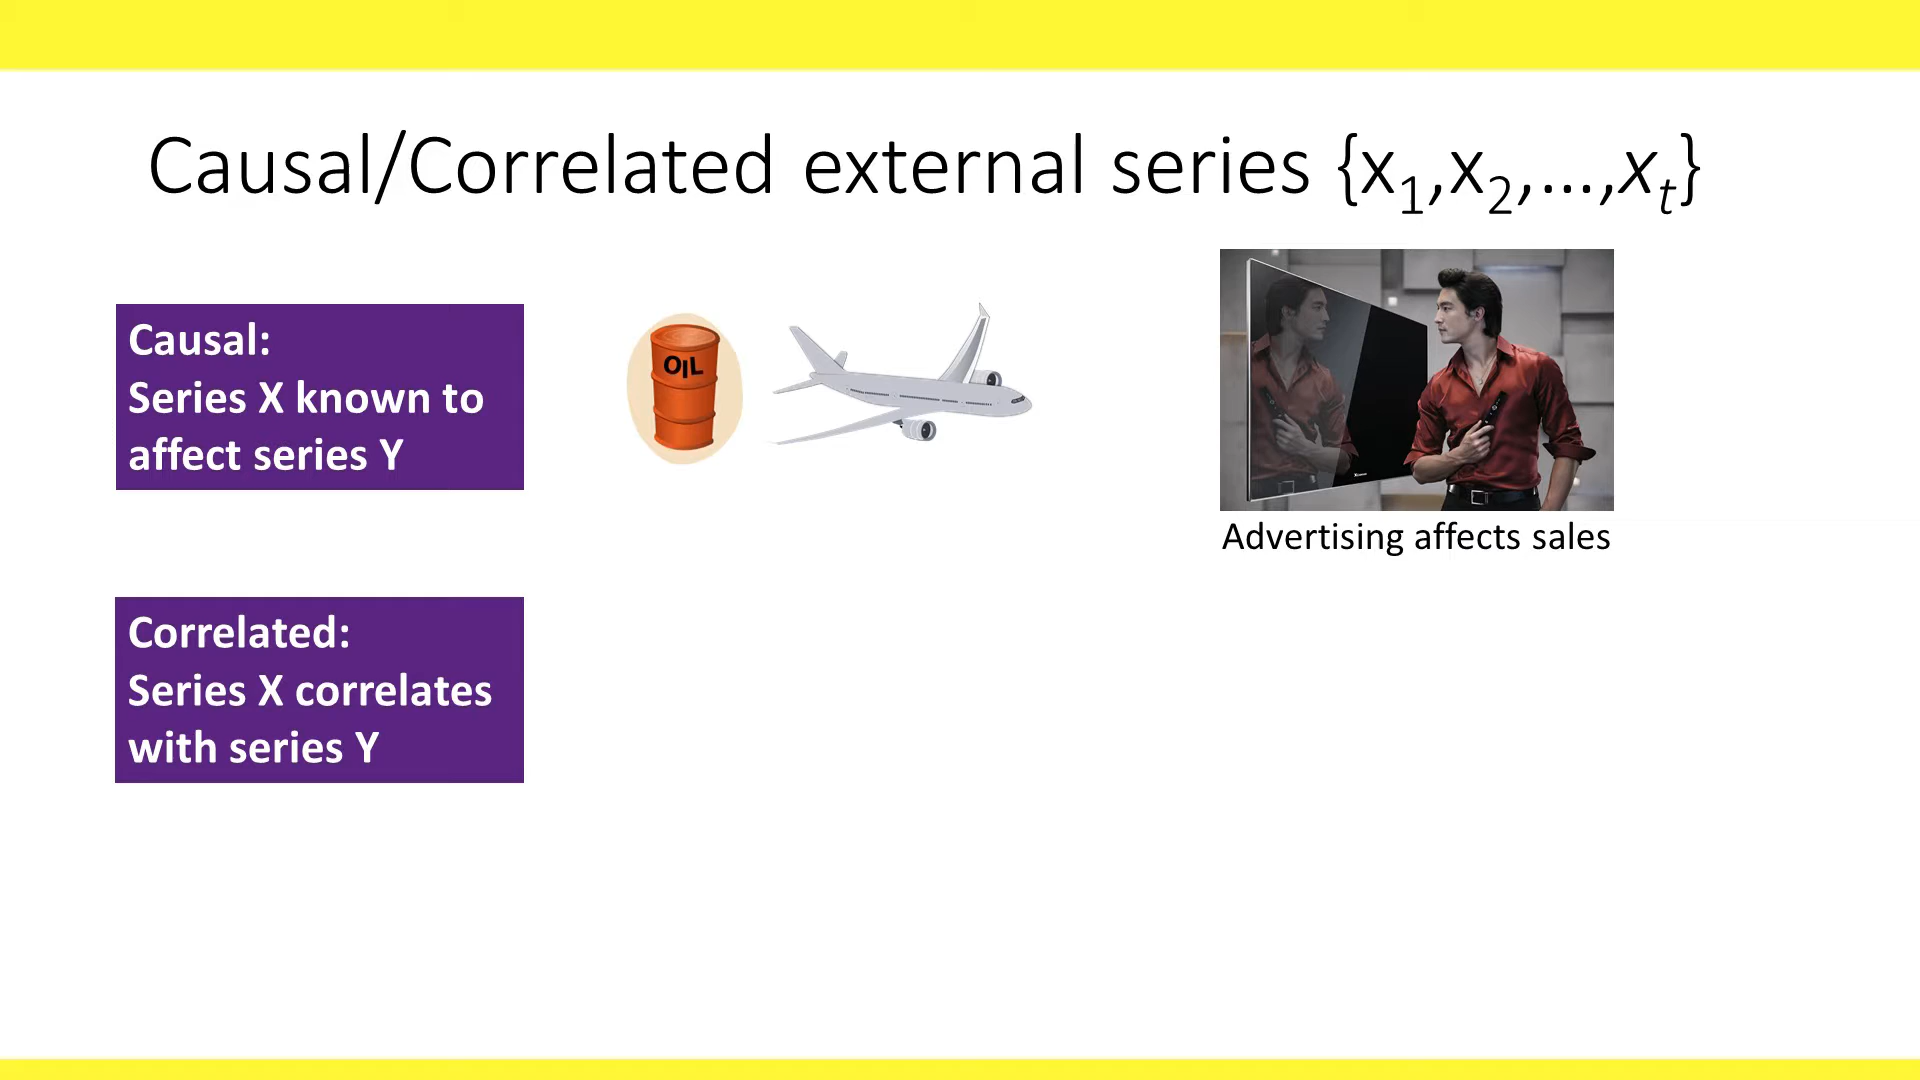 Causal/Correlated external series {x1,x2,…,xt}
Causal:
Series X known to
affect series Y
OIL
Advertising affects sales
Correlated:
Series X correlates
with series Y